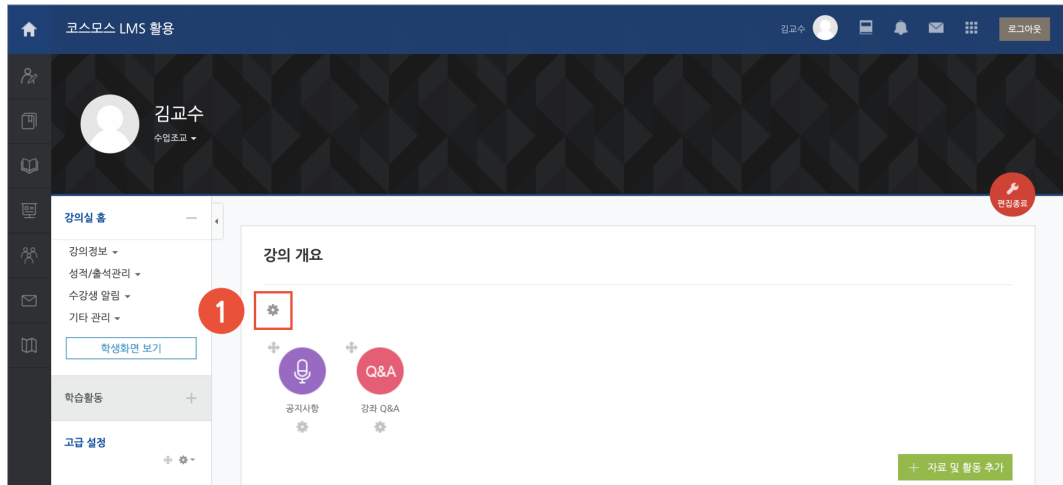 코스모스 LMS 활용
김교수
로그아웃
김교수
수업조교
편집종료
강의실 홈
강의정보
성적/출석관리
수강생 알림
기타 관리
학생화면 보기
학습활동
고급 설정
강의 개요
1
Q&A
공지사항
강좌 Q&A
+ 자료 및 활동 추가